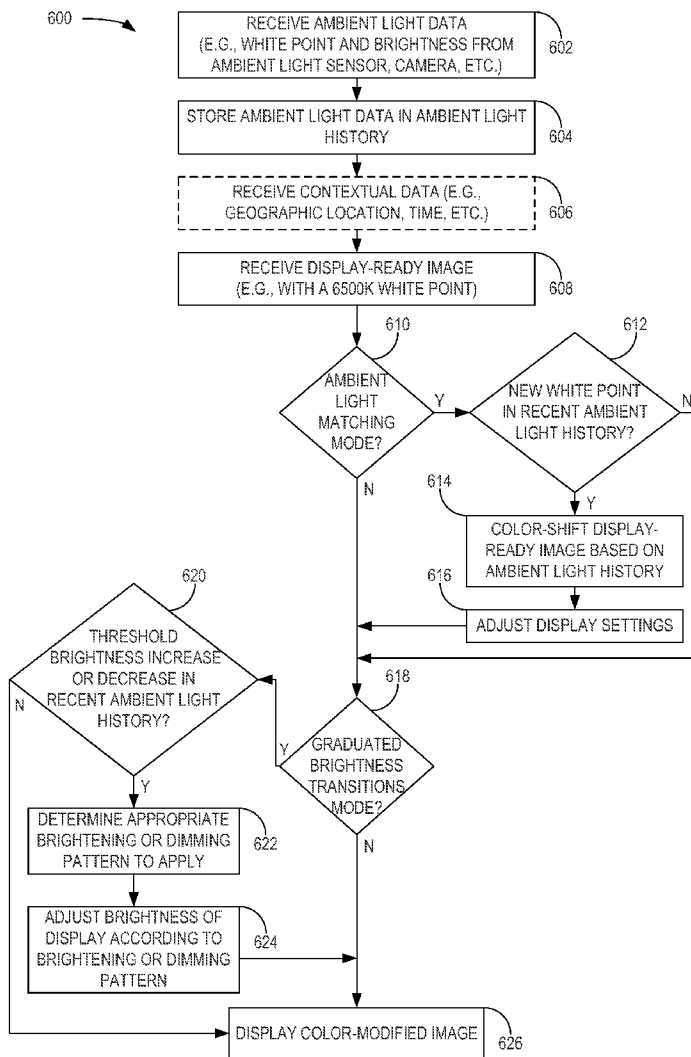 600
RECEIVE AMBIENT LIGHT DATA
(E.G., WHITE POINT AND BRIGHTNESS FROM
AMBIENT LIGHT SENSOR, CAMERA, ETC.)
602
STORE AMBIENT LIGHT DATA IN AMBIENT LIGHT
HISTORY
604
RECEIVE CONTEXTUAL DATA (E.G.,
GEOGRAPHIC LOCATION, TIME, ETC.)
606
RECEIVE DISPLAY-READY IMAGE
(E.G., WITH A 6500K WHITE POINT)
608
610
AMBIENT
LIGHT
MATCHING
MODE?
Y
N
612
NEW WHITE POINT
IN RECENT AMBIENT
LIGHT HISTORY?
N
Y
614
COLOR-SHIFT DISPLAY-
READY IMAGE BASED ON
AMBIENT LIGHT HISTORY
616
ADJUST DISPLAY SETTINGS
618
GRADUATED
BRIGHTNESS
TRANSITIONS
MODE?
Y
N
620
THRESHOLD
BRIGHTNESS INCREASE
OR DECREASE IN
RECENT AMBIENT LIGHT
HISTORY?
N
Y
DETERMINE APPROPRIATE
BRIGHTENING OR DIMMING
PATTERN TO APPLY
622
ADJUST BRIGHTNESS OF
DISPLAY ACCORDING TO
BRIGHTENING OR DIMMING
PATTERN
624
DISPLAY COLOR-MODIFIED IMAGE
626